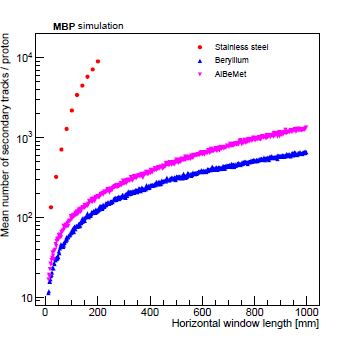 MBP simulation
Mean number of secondary tracks / proton
10⁴
10³
10²
10
Stainless steel
Beryllium
AlBeMet
0 200 400 600 800 1000
Horizontal window length [mm]